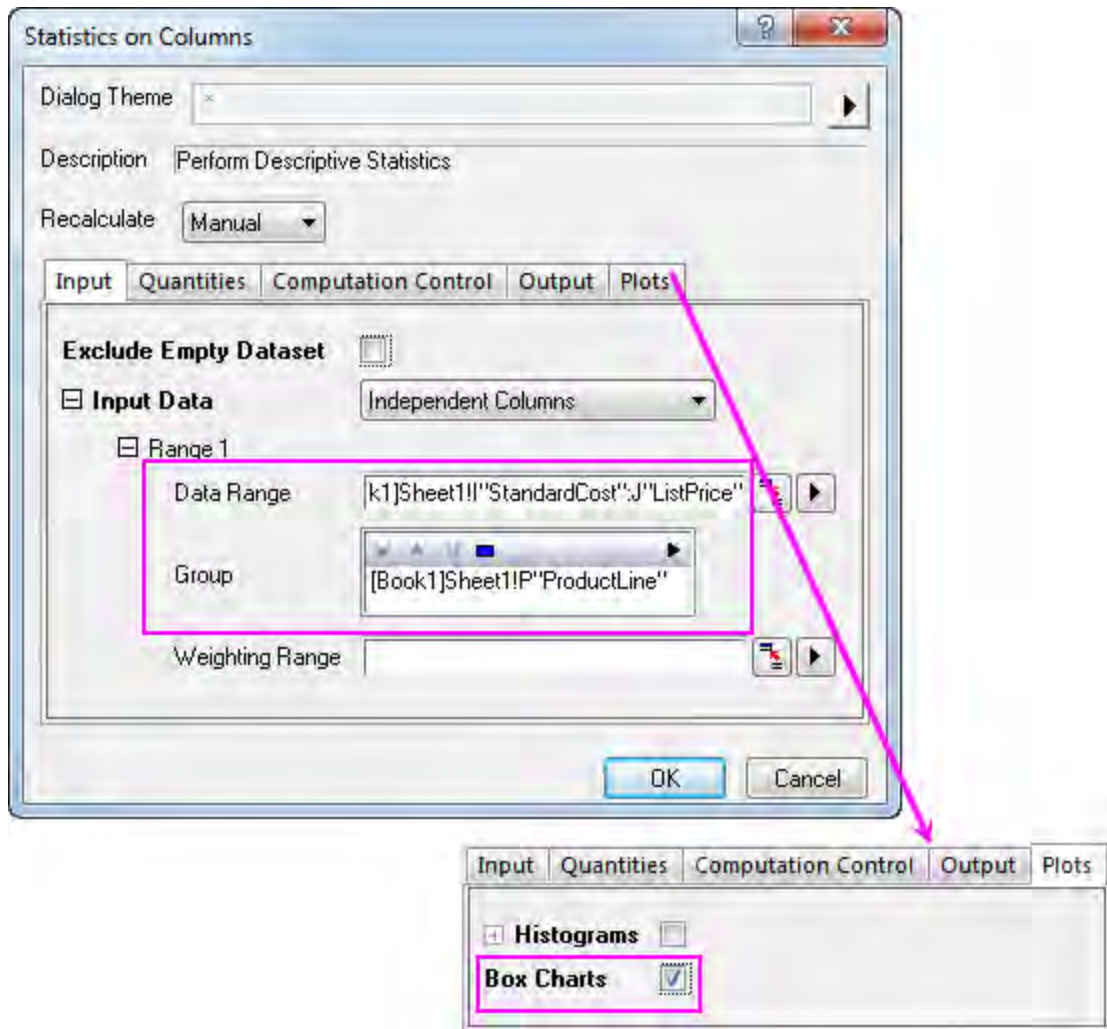 Statistics on Columns
Dialog Theme
Description Perform Descriptive Statistics
Recalculate Manual
Input Quantities Computation Control Output Plots
Exclude Empty Dataset
Input Data Independent Columns
Range 1
Data Range k1]Sheet1!I"StandardCost":J"ListPrice"
Group
[Book1]Sheet1!P"ProductLine"
Weighting Range
OK Cancel
Input Quantities Computation Control Output Plots
Histograms
Box Charts